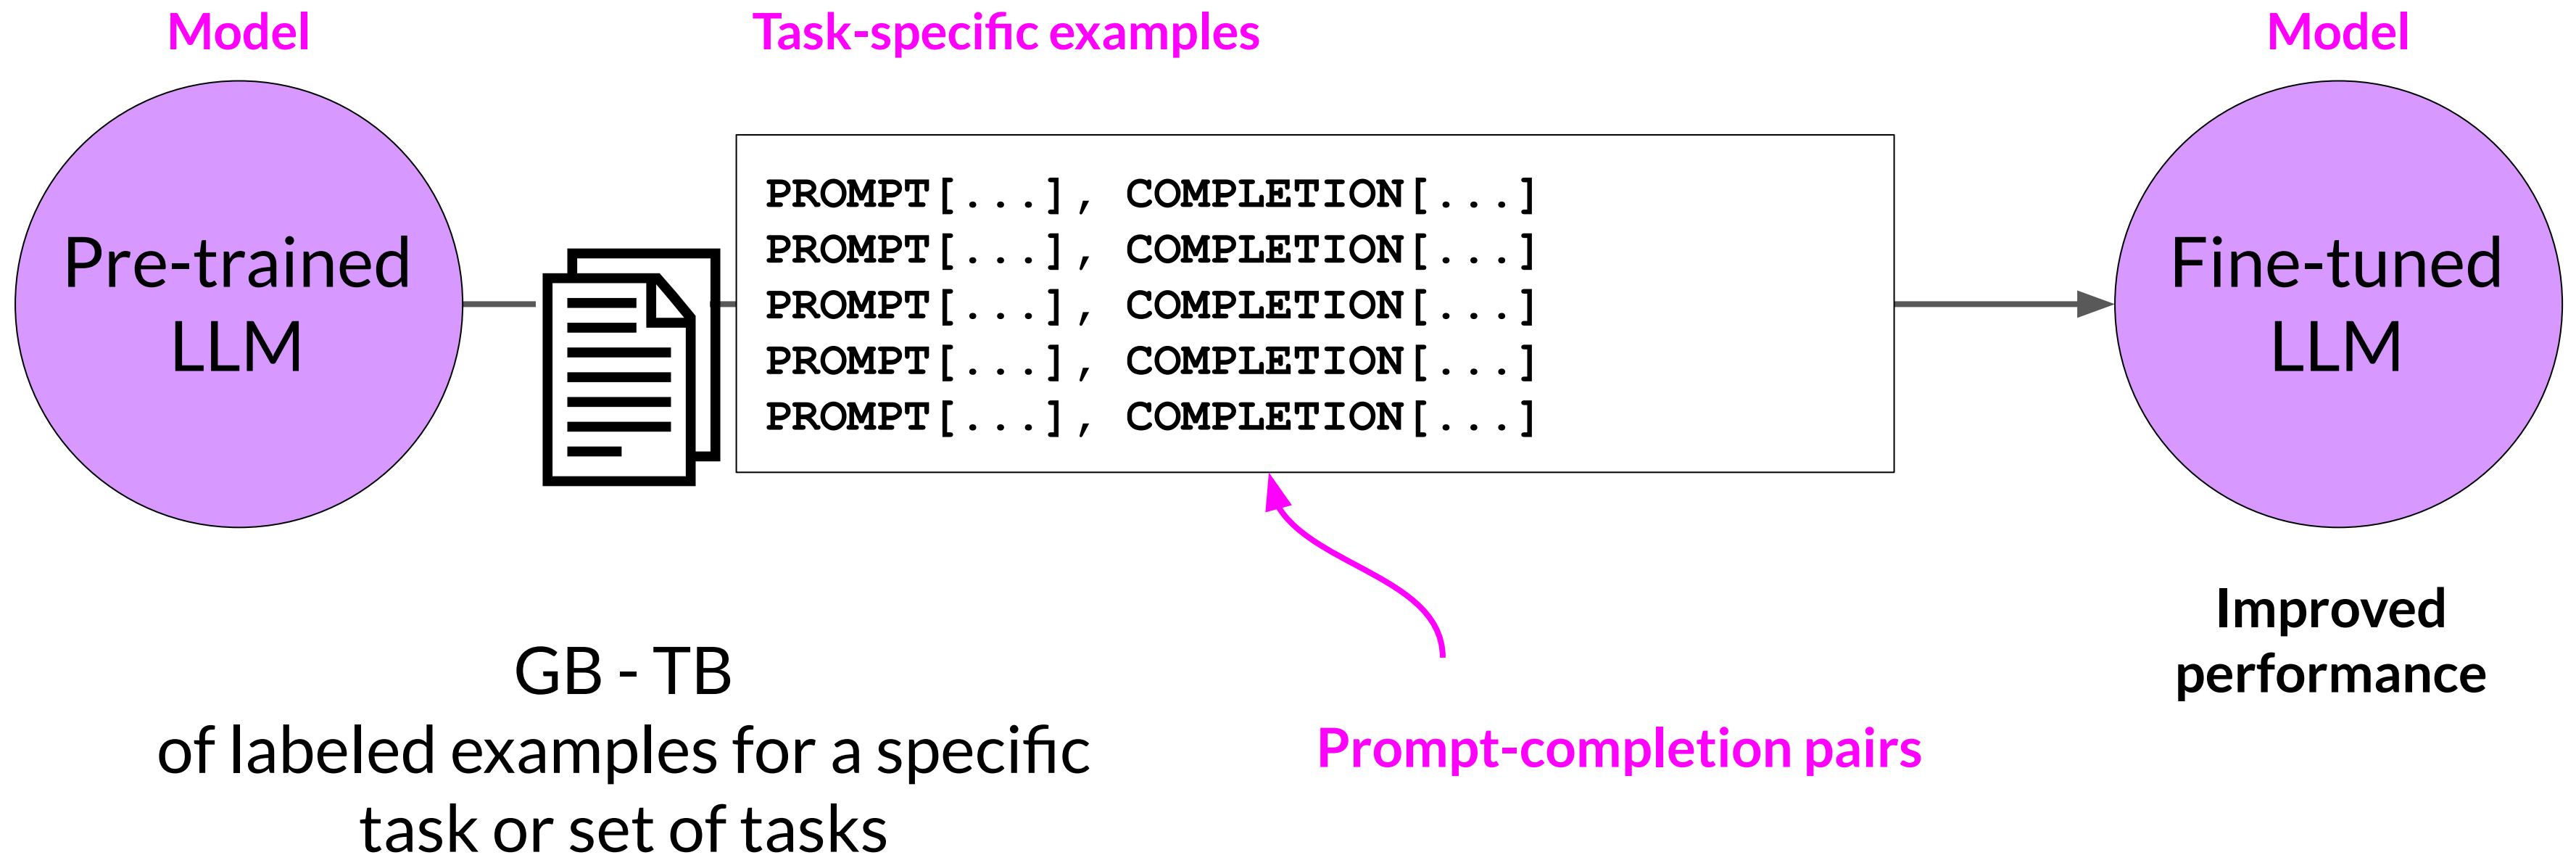 Model
Task-specific examples
Model
Pre-trained
LLM
PROMPT[...], COMPLETION[...]
PROMPT[...], COMPLETION[...]
PROMPT[...], COMPLETION[...]
PROMPT[...], COMPLETION[...]
PROMPT[...], COMPLETION[...]
Fine-tuned
LLM
GB - TB
of labeled examples for a specific
task or set of tasks
Prompt-completion pairs
Improved
performance